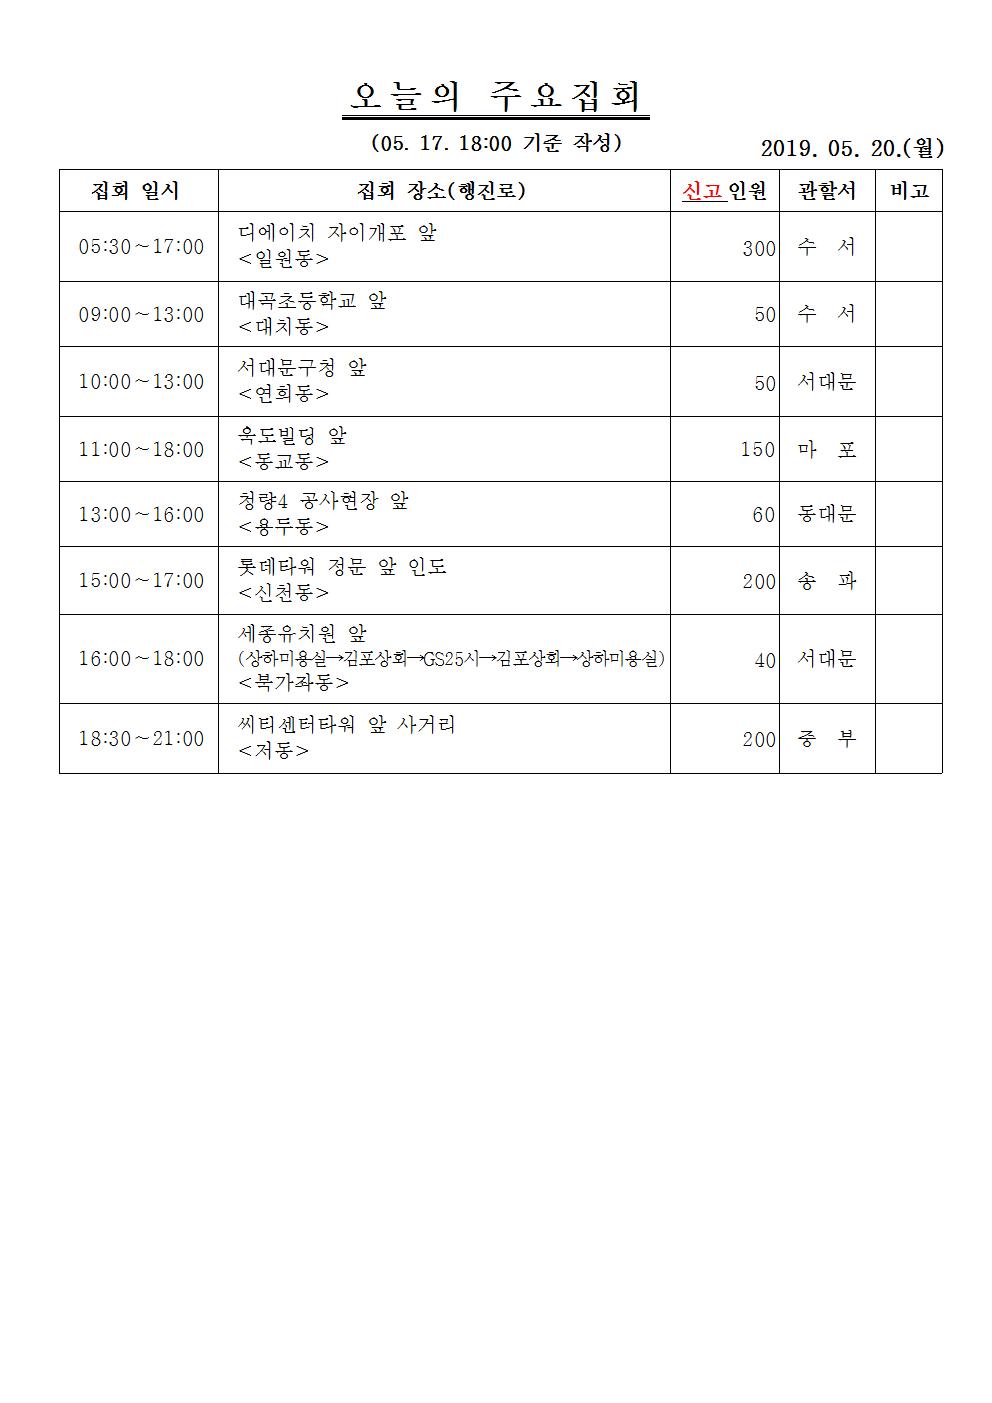 오늘의 주요집회
(05. 17. 18:00 기준 작성)
2019. 05. 20.(월)
집회 일시 집회 장소(행진로) 신고인원 관할서 비고
05:30~17:00 디에이치 자이개포 앞 300 수 서
<일원동>
09:00~13:00 대곡초등학교 앞 50 수 서
<대치동>
10:00~13:00 서대문구청 앞 50 서대문
<연희동>
11:00~18:00 욱도빌딩 앞 150 마 포
<동교동>
13:00~16:00 청량4 공사현장 앞 60 동대문
<용두동>
15:00~17:00 롯데타워 정문 앞 인도 200 송 파
<신천동>
16:00~18:00 세종유치원 앞 40 서대문
(상하미용실→김포상회→GS25시→김포상회→상하미용실)
<북가좌동>
18:30~21:00 씨티센터타워 앞 사거리 200 중 부
<저동>